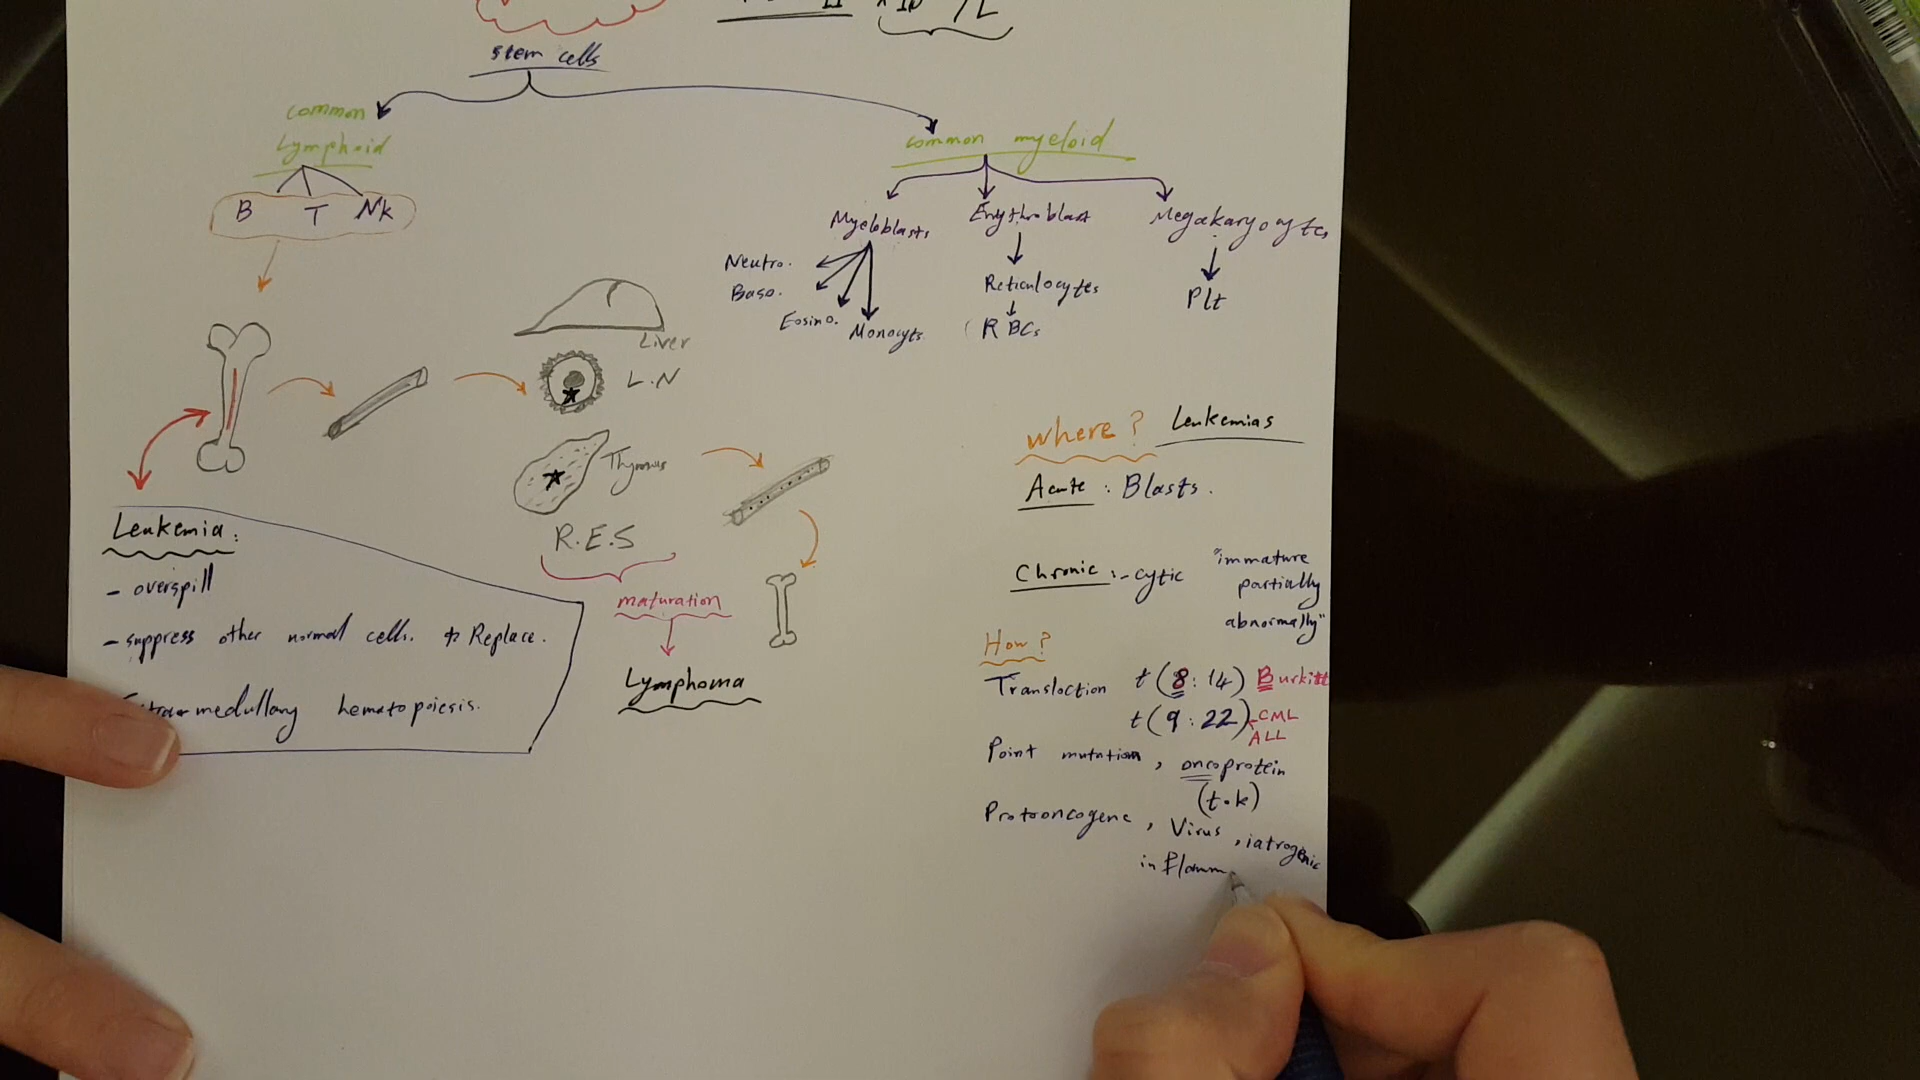 stem cells
common
Lymphoid
B T NK
common myeloid
Myeloblasts
Neutro.
Baso.
Eosino.
Monocyts
Erythroblast
Reticulocytes
RBCs
Megakaryocytes
Plt
Liver
L.N
Thymus
R.E.S
maturation
Lymphoma
Leukemia:
- overspill
- suppress other normal cells. Replace.
medullary hematopoiesis.
Where? Leukemias
Acute : Blasts.
Chronic :- cytic "immature
partially
abnormally"
How?
Transloction t(8:14) Burkitt
t(9:22) CML
ALL
Point mutation, oncoprotein
(t.k)
Protooncogene, Virus, iatrogenic
inflamm